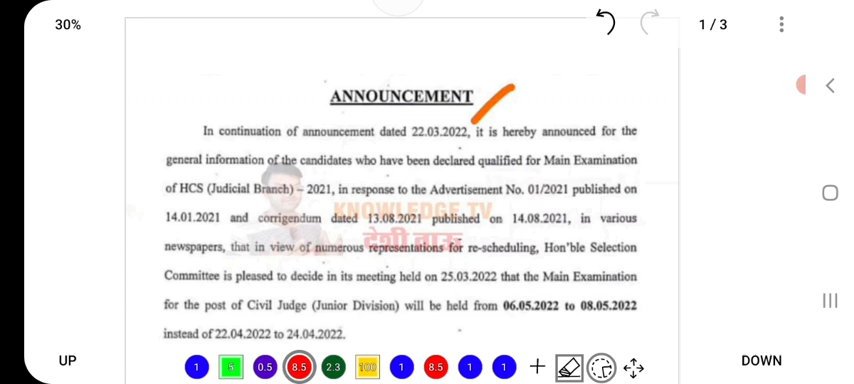 30%
1 / 3
ANNOUNCEMENT
In continuation of announcement dated 22.03.2022, it is hereby announced for the
general information of the candidates who have been declared qualified for Main Examination
of HCS (Judicial Branch) – 2021, in response to the Advertisement No. 01/2021 published on
14.01.2021 and corrigendum dated 13.08.2021 published on 14.08.2021, in various
KNOWLEDGE TV
देशी बाऊ
newspapers, that in view of numerous representations for re-scheduling, Hon'ble Selection
Committee is pleased to decide in its meeting held on 25.03.2022 that the Main Examination
for the post of Civil Judge (Junior Division) will be held from 06.05.2022 to 08.05.2022
instead of 22.04.2022 to 24.04.2022.
UP 1 5 0.5 8.5 2.3 100 1 8.5 1 1 DOWN